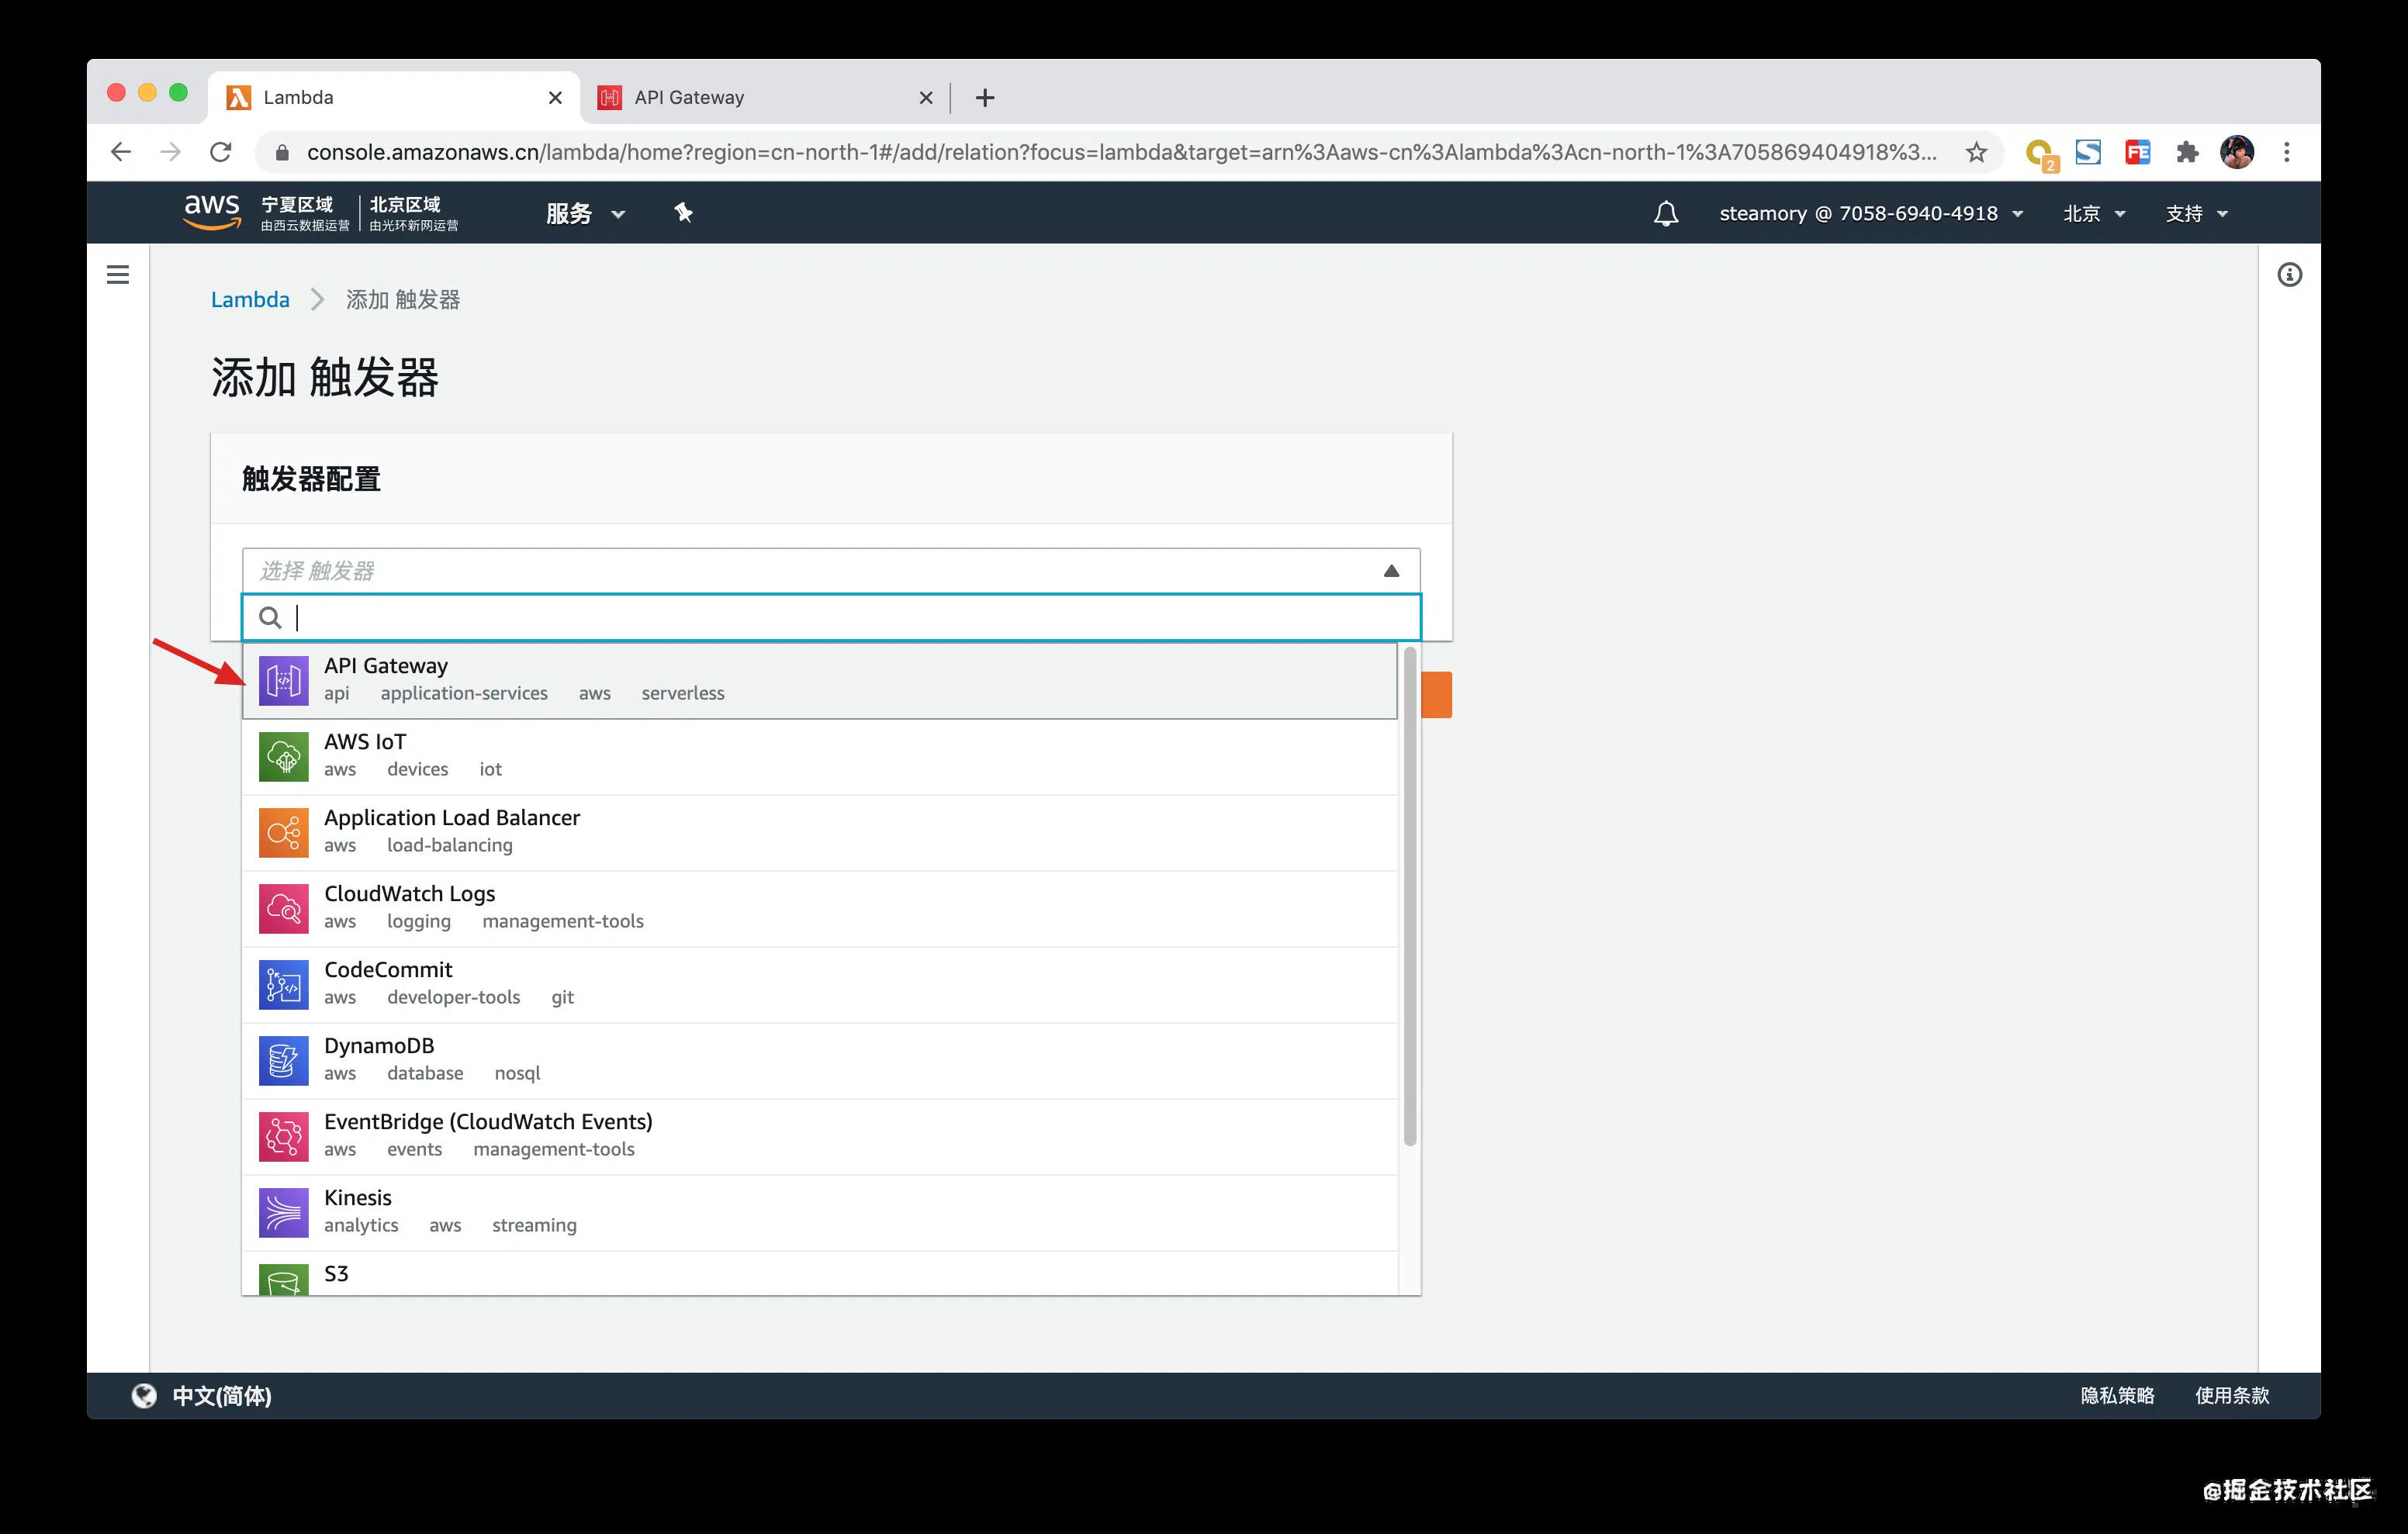 Lambda
API Gateway
console.amazonaws.cn/lambda/home?region=cn-north-1#/add/relation?focus=lambda&target=arn%3Aaws-cn%3Alambda%3Acn-north-1%3A705869404918%3...
2
FE
aws
宁夏区域
由西云数据运营
北京区域
由光环新网运营
服务
steamory @ 7058-6940-4918
北京
支持
Lambda
添加 触发器
添加 触发器
触发器配置
选择 触发器
API Gateway
api application-services aws serverless
AWS IoT
aws devices iot
Application Load Balancer
aws load-balancing
CloudWatch Logs
aws logging management-tools
CodeCommit
aws developer-tools git
DynamoDB
aws database nosql
EventBridge (CloudWatch Events)
aws events management-tools
Kinesis
analytics aws streaming
S3
中文(简体)
隐私策略
使用条款
@掘金技术社区